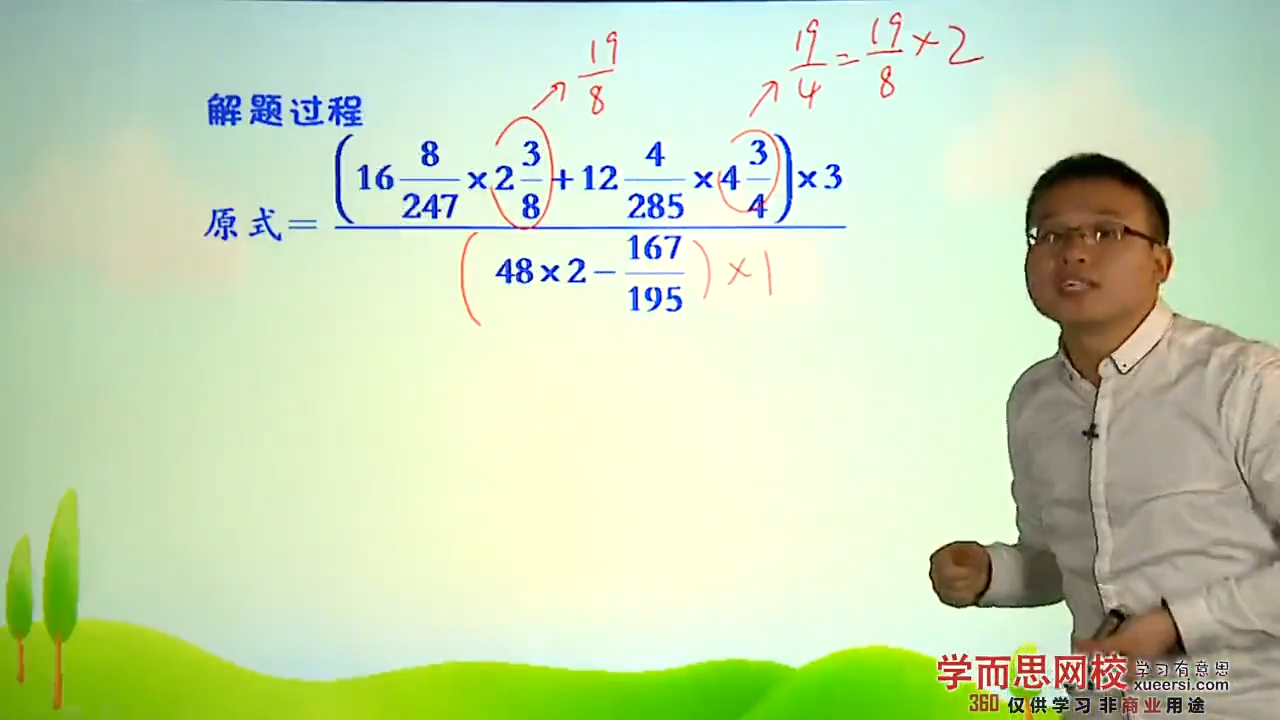 19/8
19/4=19/8×2
解题过程
原式=((16 8/247×2 3/8+12 4/285×4 3/4)×3)/((48×2-167/195)×1)
学而思网校 学习有意思
xueersi.com
360 仅供学习 非商业用途